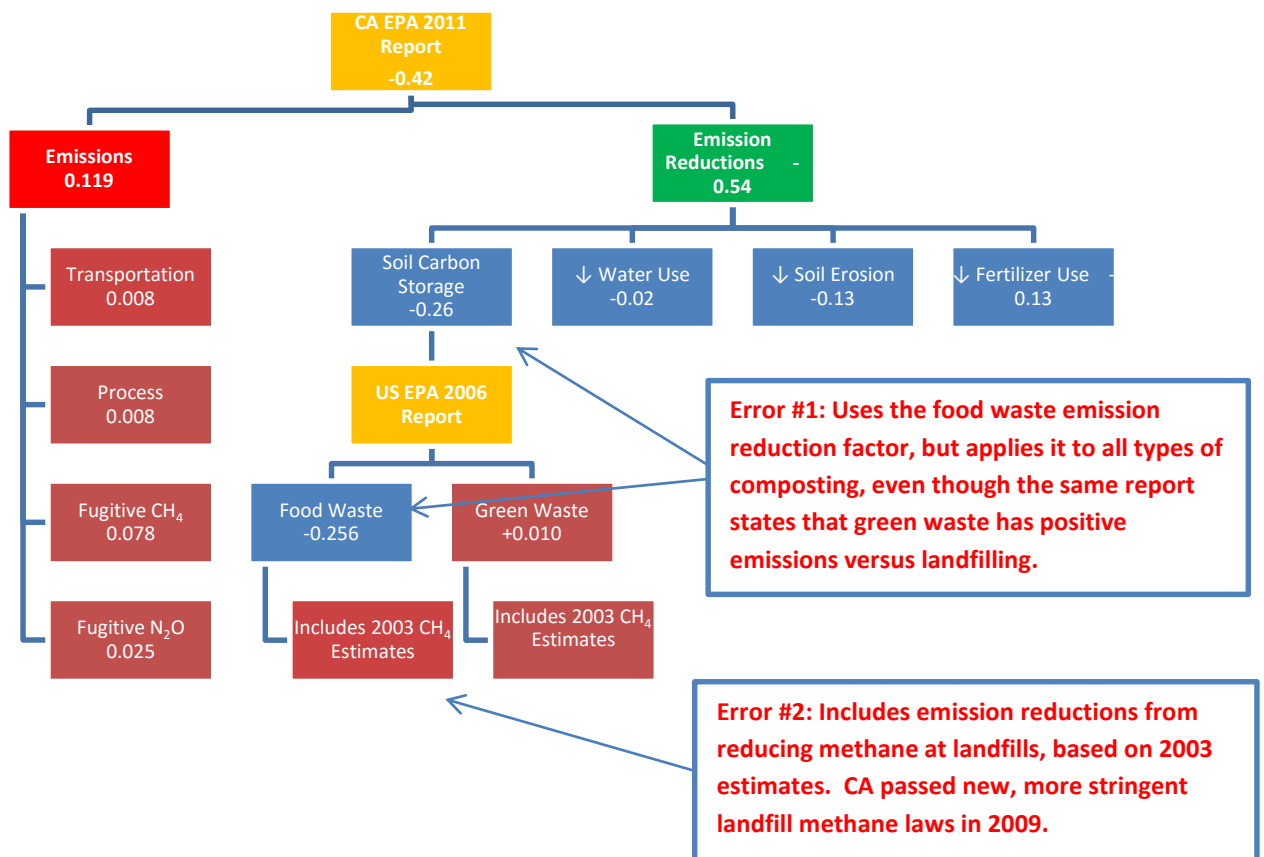 CA EPA 2011
Report
-0.42
Emissions
0.119
Emission
Reductions -
0.54
Transportation
0.008
Process
0.008
Fugitive CH₄
0.078
Fugitive N₂O
0.025
Soil Carbon
Storage
-0.26
↓ Water Use
-0.02
↓ Soil Erosion
-0.13
↓ Fertilizer Use -
0.13
US EPA 2006
Report
Food Waste
-0.256
Green Waste
+0.010
Includes 2003 CH₄
Estimates
Includes 2003 CH₄
Estimates
Error #1: Uses the food waste emission
reduction factor, but applies it to all types of
composting, even though the same report
states that green waste has positive
emissions versus landfilling.
Error #2: Includes emission reductions from
reducing methane at landfills, based on 2003
estimates. CA passed new, more stringent
landfill methane laws in 2009.